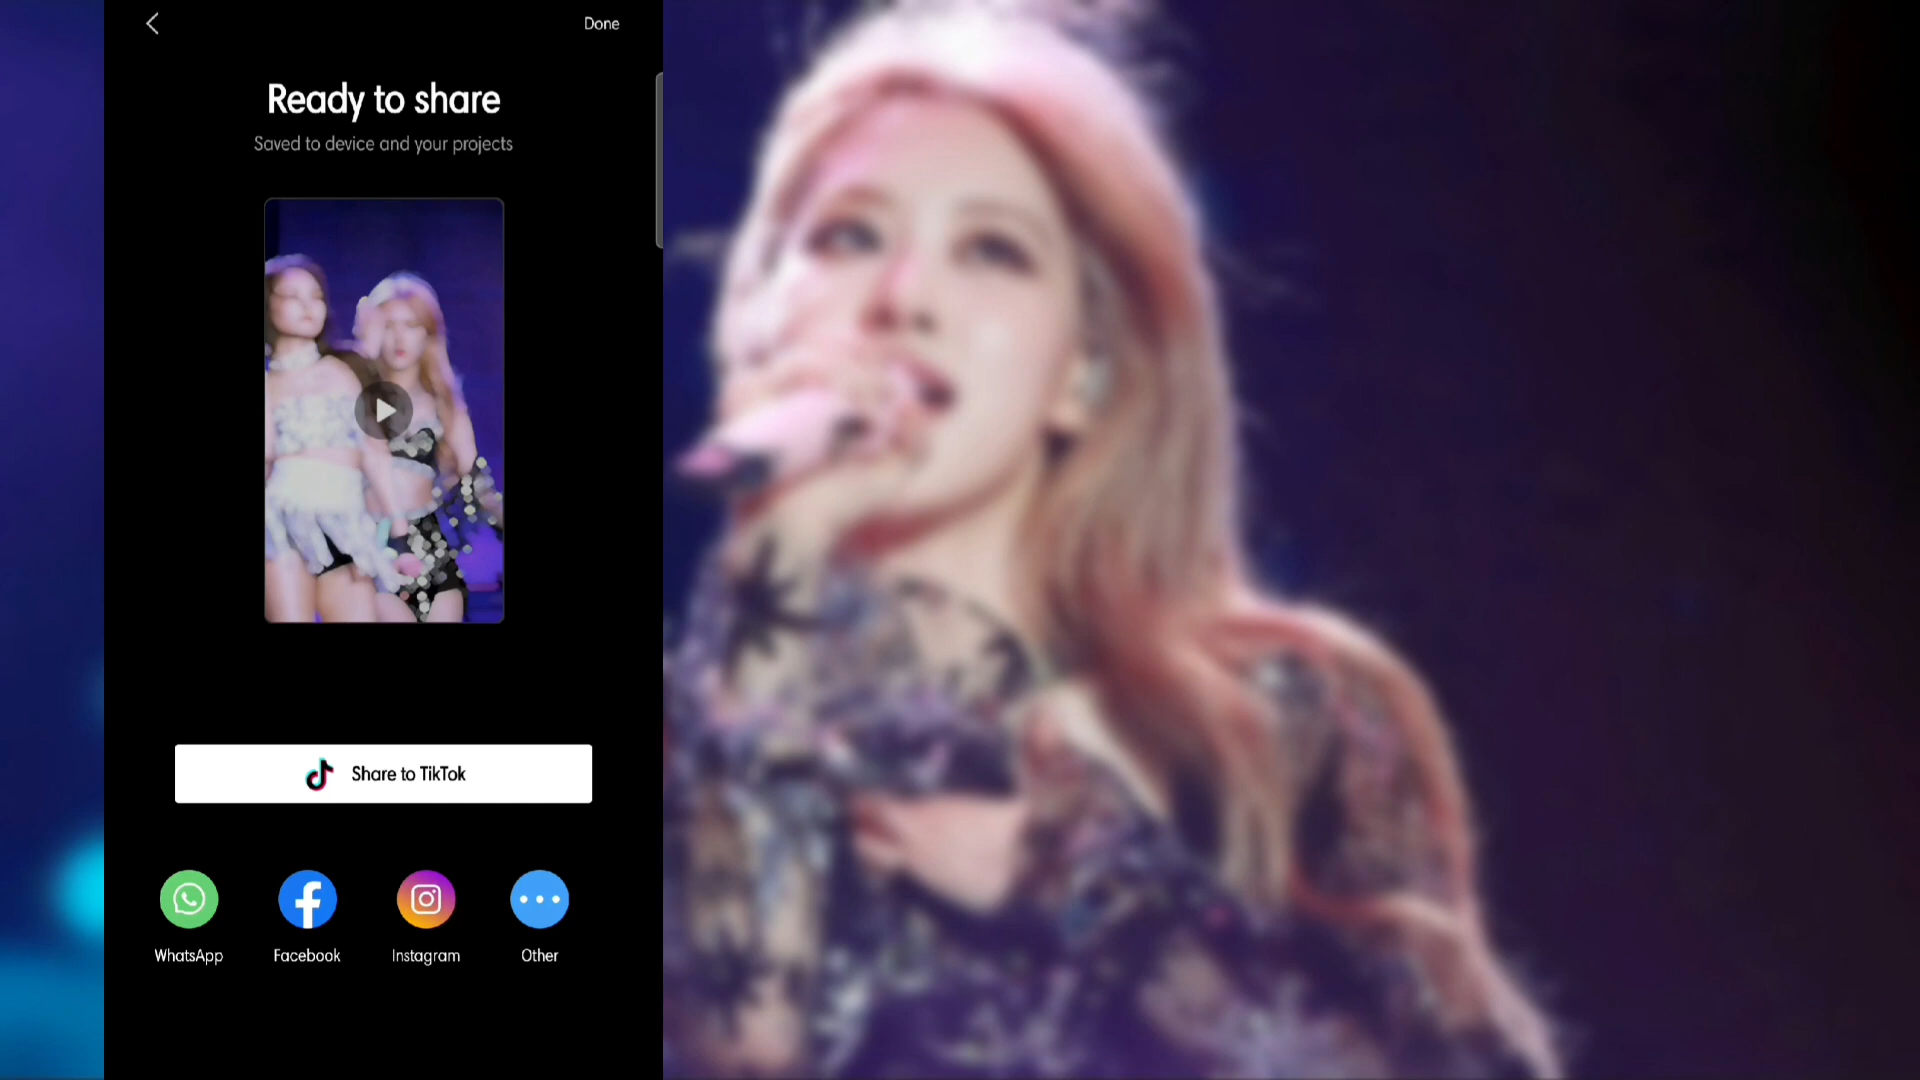 Done
Ready to share
Saved to device and your projects
Share to TikTok
WhatsApp
Facebook
Instagram
Other